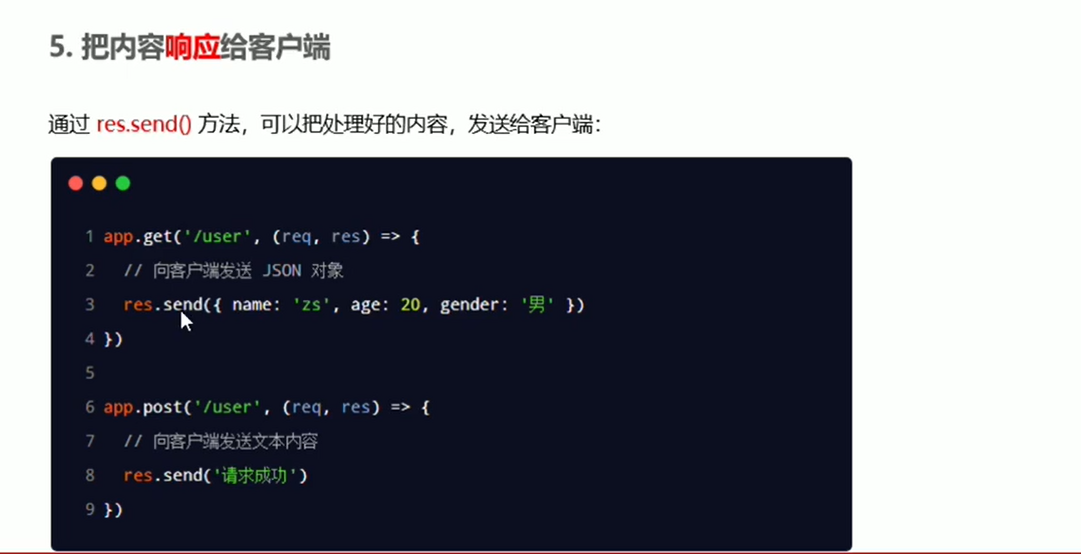 5. 把内容响应给客户端
通过 res.send() 方法，可以把处理好的内容，发送给客户端：
1 app.get('/user', (req, res) => {
2   // 向客户端发送 JSON 对象
3   res.send({ name: 'zs', age: 20, gender: '男' })
4 })
5
6 app.post('/user', (req, res) => {
7   // 向客户端发送文本内容
8   res.send('请求成功')
9 })